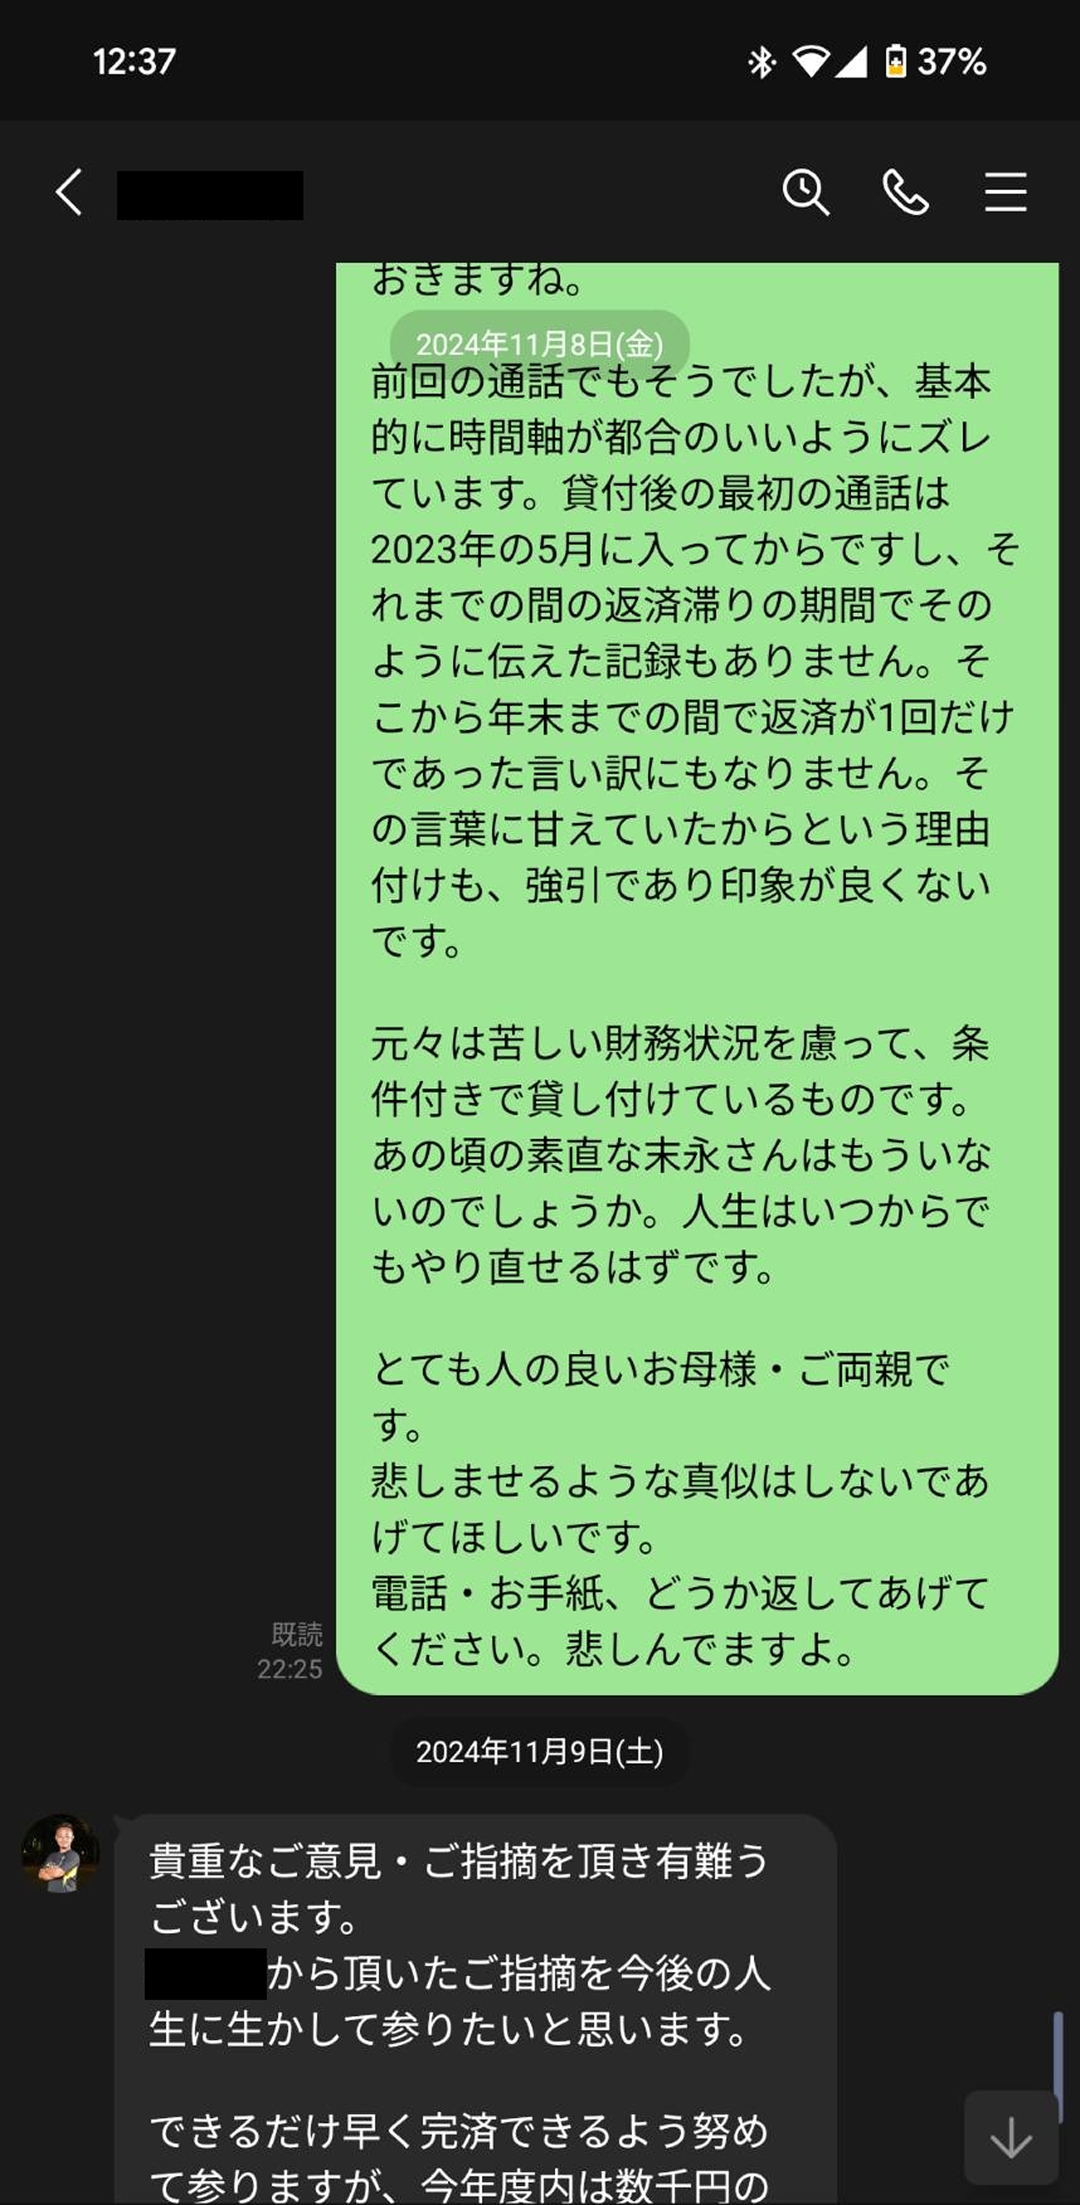 12:37
37%
おきますね。
2024年11月8日(金)
前回の通話でもそうでしたが、基本
的に時間軸が都合のいいようにズレ
ています。貸付後の最初の通話は
2023年の5月に入ってからですし、そ
れまでの間の返済滞りの期間でその
ように伝えた記録もありません。そ
こから年末までの間で返済が1回だけ
であった言い訳にもなりません。そ
の言葉に甘えていたからという理由
付けも、強引であり印象が良くない
です。
元々は苦しい財務状況を慮って、条
件付きで貸し付けているものです。
あの頃の素直な末永さんはもういな
いのでしょうか。人生はいつからで
もやり直せるはずです。
とても人の良いお母様・ご両親で
す。
悲しませるような真似はしないであ
げてほしいです。
電話・お手紙、どうか返してあげて
ください。悲しんでますよ。
既読
22:25
2024年11月9日(土)
貴重なご意見・ご指摘を頂き有難う
ございます。
から頂いたご指摘を今後の人
生に生かして参りたいと思います。
できるだけ早く完済できるよう努め
て参りますが、今年度内は数千円の